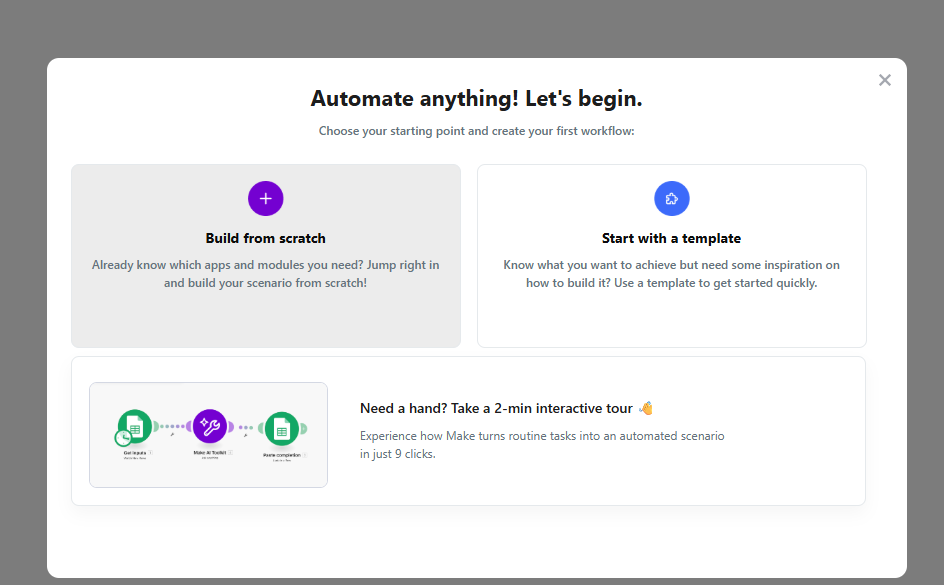 Automate anything! Let's begin.
Choose your starting point and create your first workflow:
Build from scratch
Already know which apps and modules you need? Jump right in
and build your scenario from scratch!
Start with a template
Know what you want to achieve but need some inspiration on
how to build it? Use a template to get started quickly.
Get inputs
Make AI Toolkit
Parse completion
Need a hand? Take a 2-min interactive tour 👋
Experience how Make turns routine tasks into an automated scenario
in just 9 clicks.